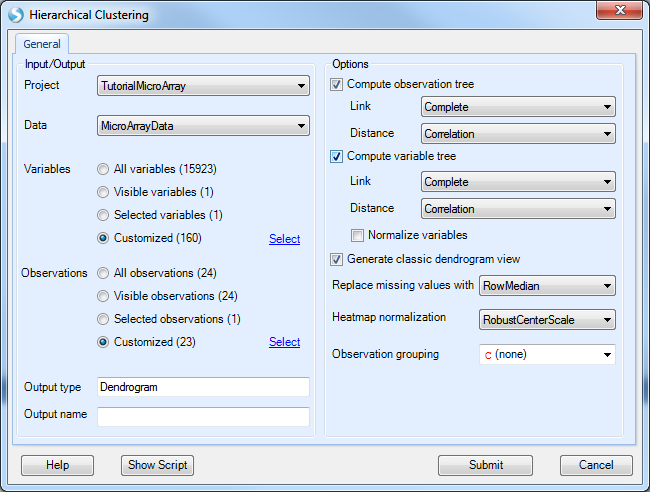 Hierarchical Clustering
General
Input/Output
Project TutorialMicroArray
Data MicroArrayData
Variables All variables (15923)
Visible variables (1)
Selected variables (1)
Customized (160) Select
Observations All observations (24)
Visible observations (24)
Selected observations (1)
Customized (23) Select
Output type Dendrogram
Output name
Options
Compute observation tree
Link Complete
Distance Correlation
Compute variable tree
Link Complete
Distance Correlation
Normalize variables
Generate classic dendrogram view
Replace missing values with RowMedian
Heatmap normalization RobustCenterScale
Observation grouping C (none)
Help Show Script Submit Cancel